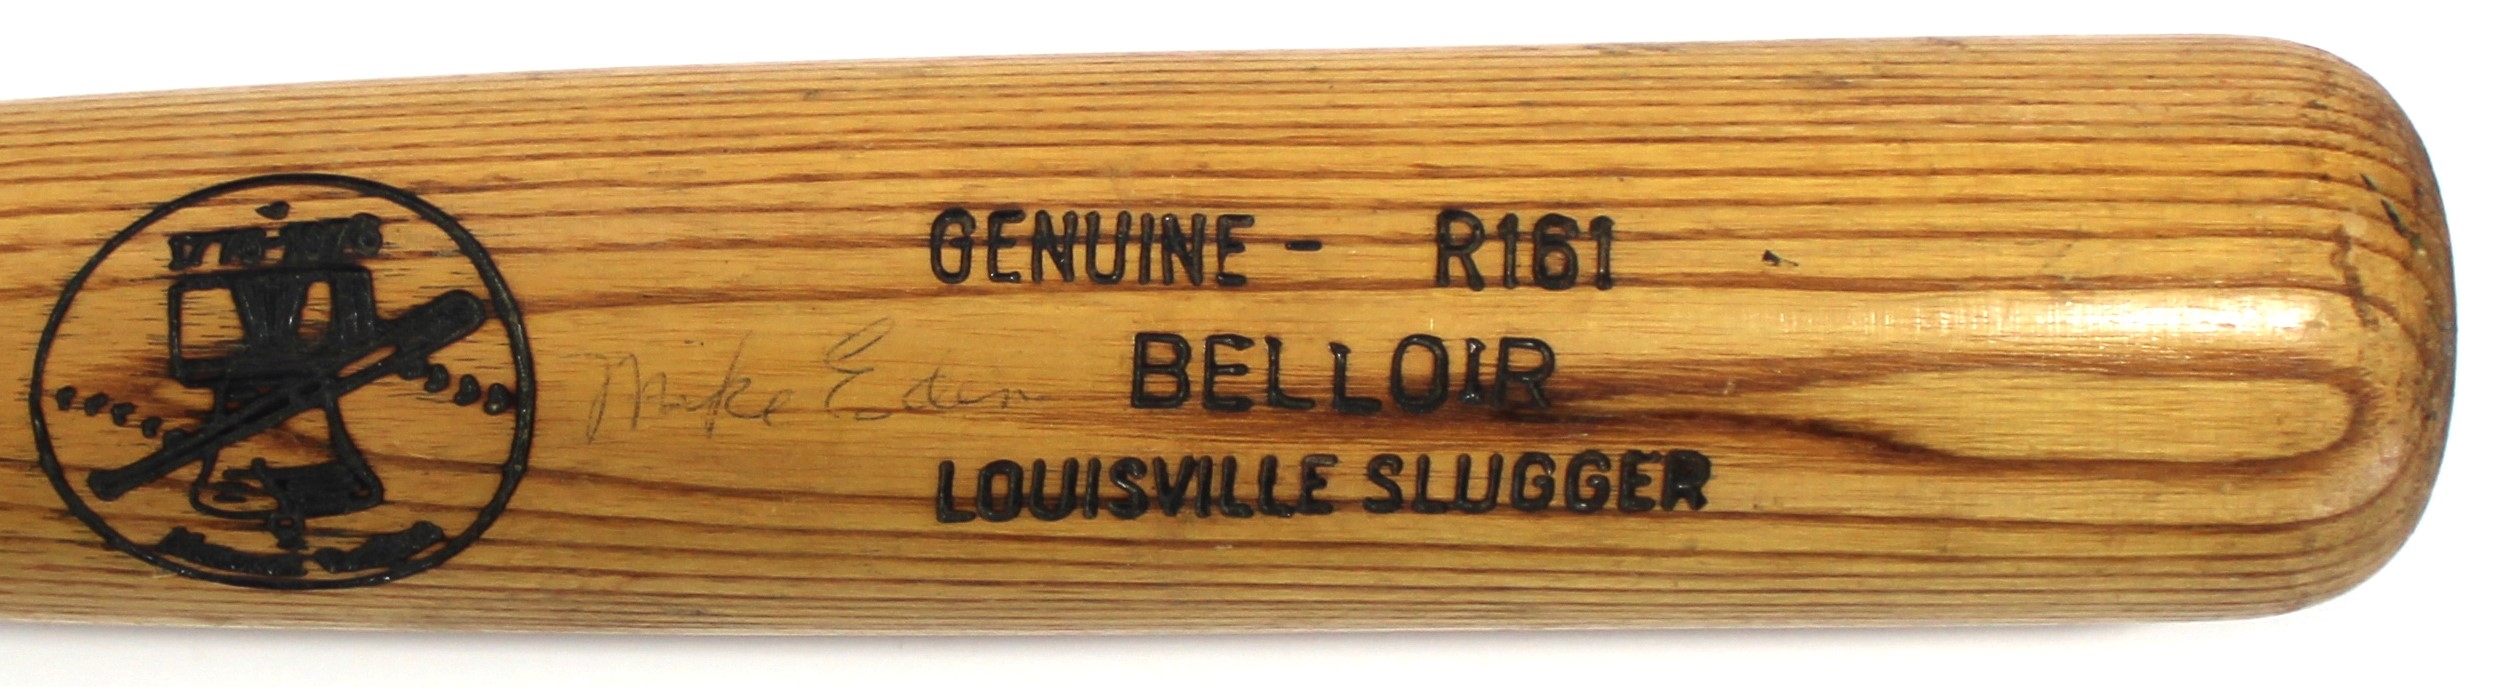 1776-1976
GENUINE - R161
Mike Eden
BELLOIR
LOUISVILLE SLUGGER